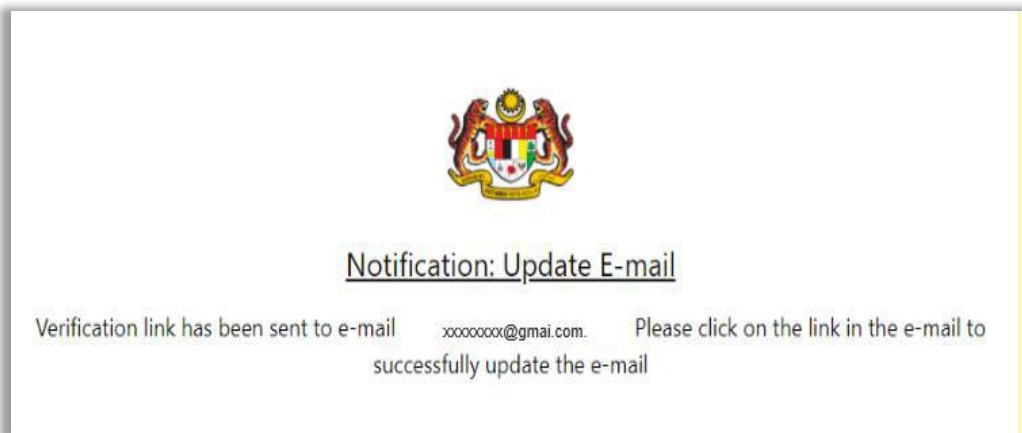 Notification: Update E-mail
Verification link has been sent to e-mail xxxxxxxx@gmai.com. Please click on the link in the e-mail to
successfully update the e-mail